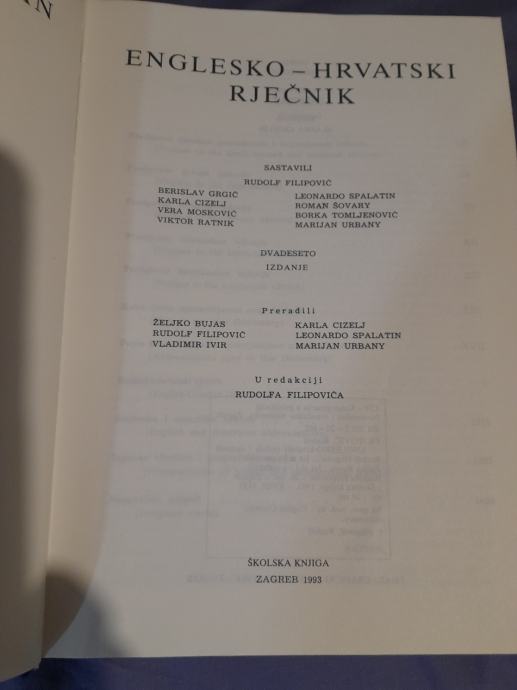 ENGLESKO – HRVATSKI
RJEČNIK
SASTAVILI
RUDOLF FILIPOVIĆ
BERISLAV GRGIĆ
KARLA CIZELJ
VERA MOSKOVIĆ
VIKTOR RATNIK
LEONARDO SPALATIN
ROMAN ŠOVARY
BORKA TOMLJENOVIĆ
MARIJAN URBANY
DVADESETO
IZDANJE
Preradili
ŽELJKO BUJAS
RUDOLF FILIPOVIĆ
VLADIMIR IVIR
KARLA CIZELJ
LEONARDO SPALATIN
MARIJAN URBANY
U redakciji
RUDOLFA FILIPOVIĆA
ŠKOLSKA KNJIGA
ZAGREB 1993